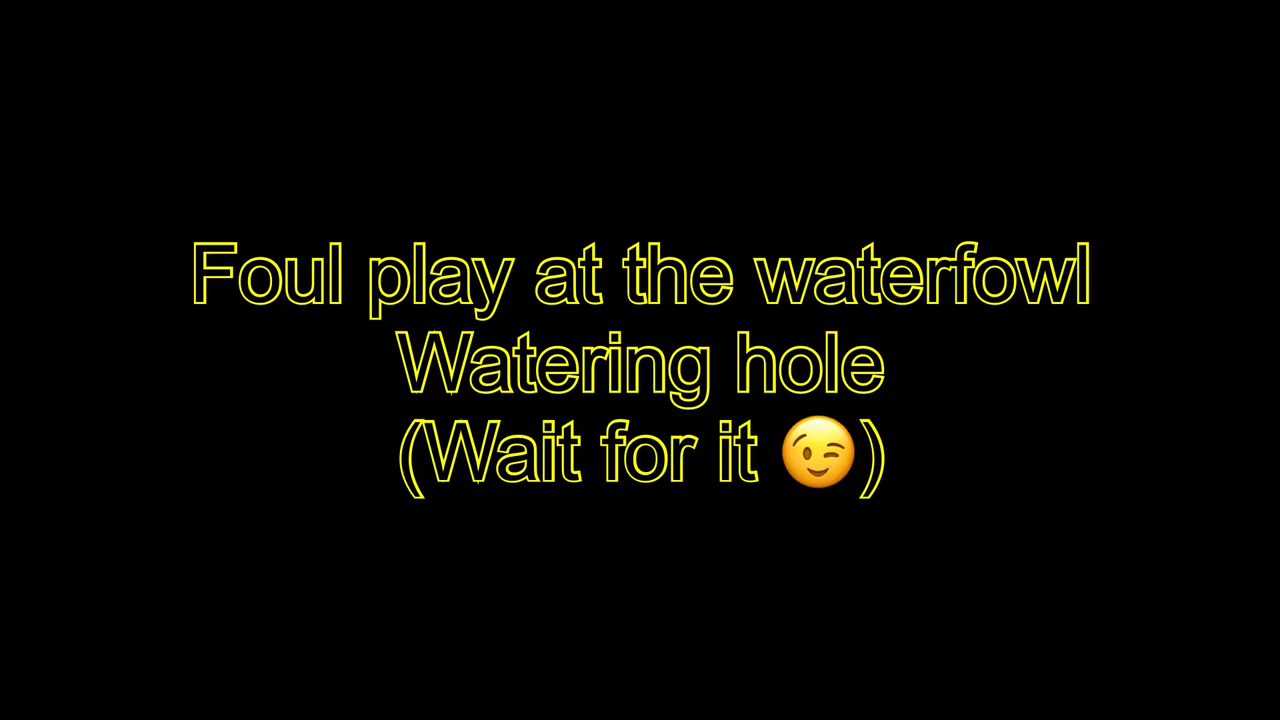 Foul play at the waterfowl
Watering hole
(Wait for it 😉)